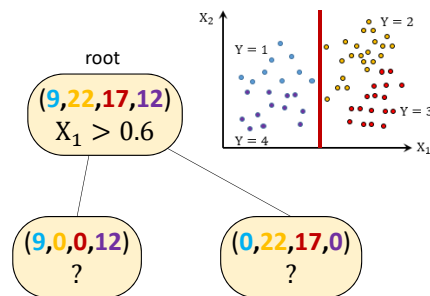 root
(9,22,17,12)
X₁ > 0.6
X₂
Y = 1
Y = 2
Y = 3
Y = 4
X₁
(9,0,0,12)
?
(0,22,17,0)
?